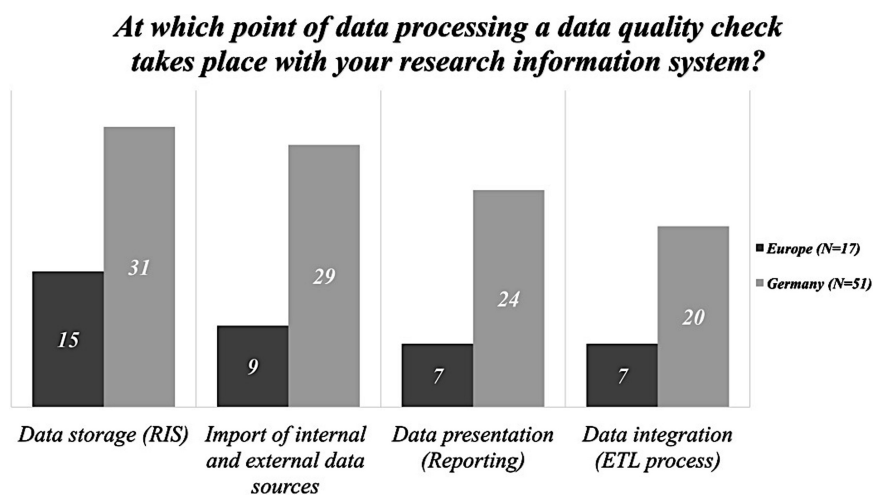 At which point of data processing a data quality check
takes place with your research information system?
31
15
29
9
24
7
20
7
Europe (N=17)
Germany (N=51)
Data storage (RIS)
Import of internal
and external data
sources
Data presentation
(Reporting)
Data integration
(ETL process)